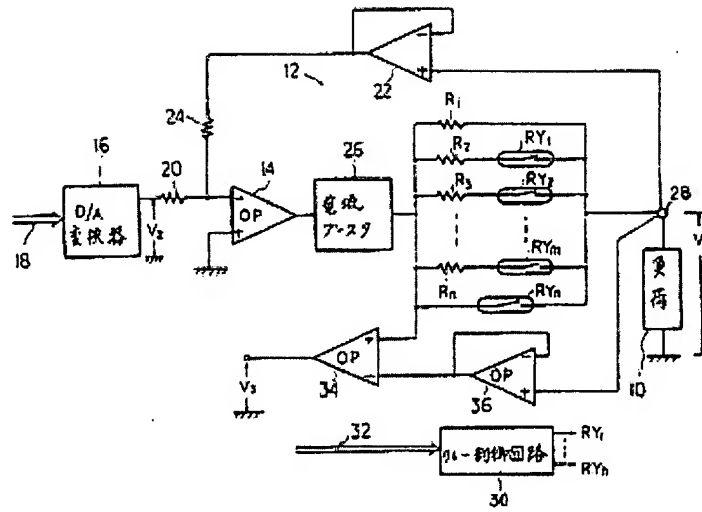 12
22
24
R₁
16
26
R₂
RY₁
20
14
R₃
RY₂
28
D/A
変換器
OP
電流
ブースタ
18
V₂
V₁
Rn
RYm
負荷
RYn
OP
34
OP
36
10
V₃
32
リレー制御回路
RY₁
RYn
30